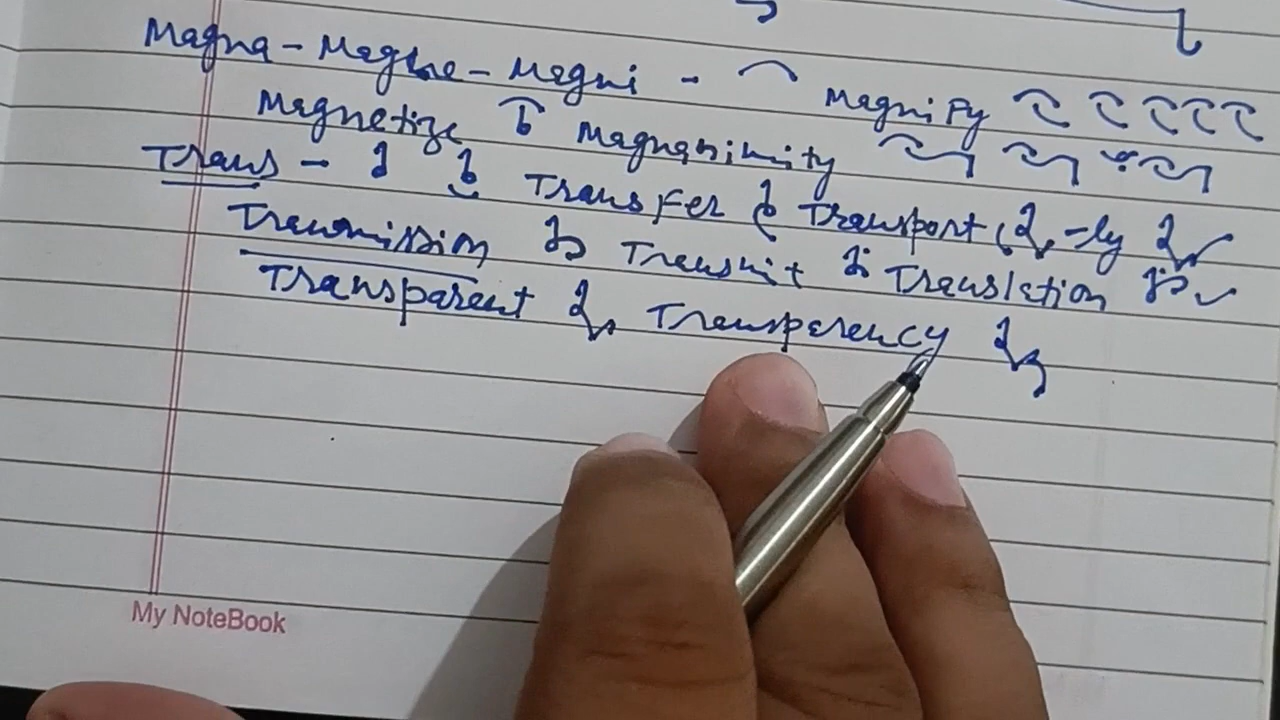 Magna - Magne - Magni - Magnify
Magnetize Magnanimity
Trans - Transfer Transport, -ly
Transmission Transmit Translation
Transparent Transparency
My NoteBook